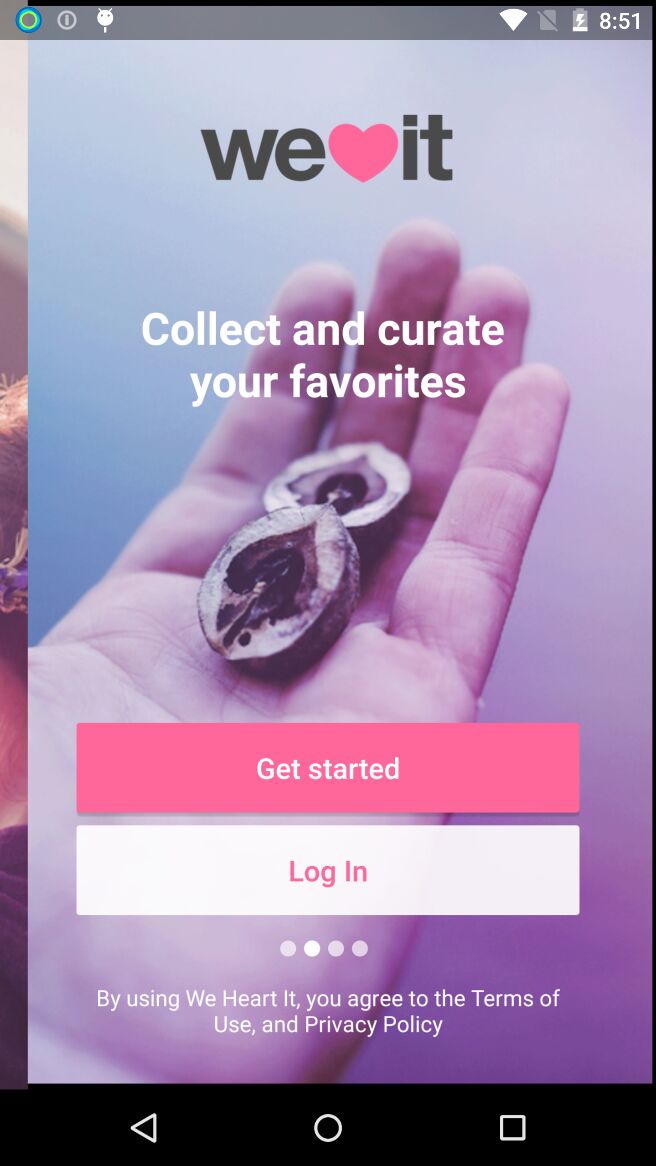 8:51
we it
Collect and curate
your favorites
Get started
Log In
By using We Heart It, you agree to the Terms of
Use, and Privacy Policy